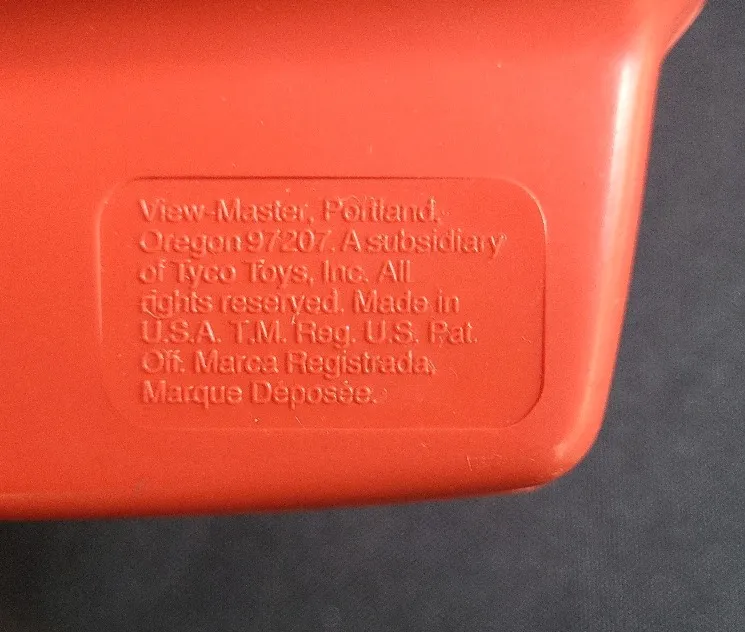 View-Master, Portland,
Oregon 97207. A subsidiary
of Tyco Toys, Inc. All
rights reserved. Made in
U.S.A. T.M. Reg. U.S. Pat.
Off. Marca Registrada,
Marque Déposée.